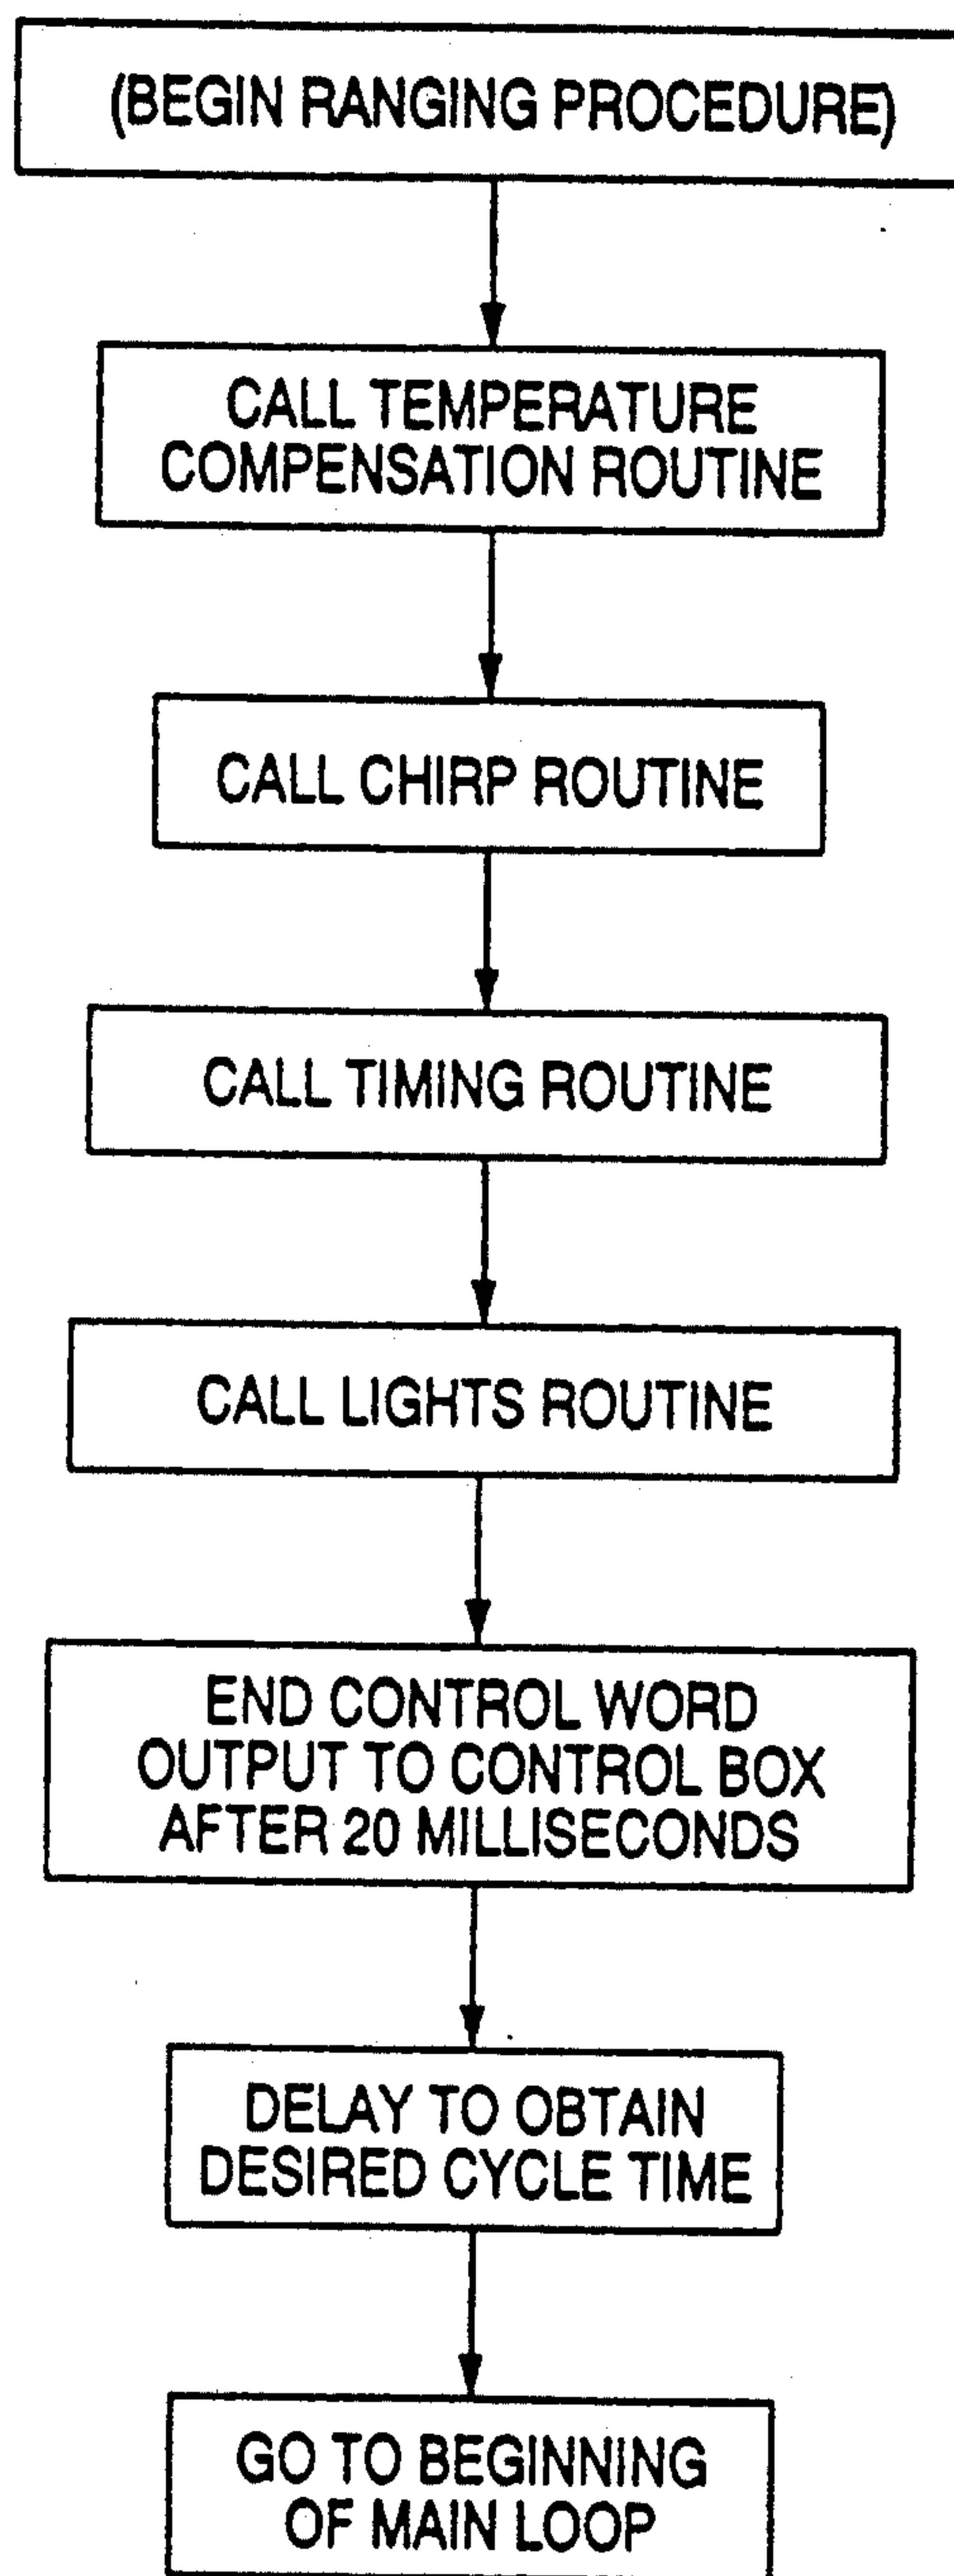 (BEGIN RANGING PROCEDURE)
CALL TEMPERATURE
COMPENSATION ROUTINE
CALL CHIRP ROUTINE
CALL TIMING ROUTINE
CALL LIGHTS ROUTINE
END CONTROL WORD
OUTPUT TO CONTROL BOX
AFTER 20 MILLISECONDS
DELAY TO OBTAIN
DESIRED CYCLE TIME
GO TO BEGINNING
OF MAIN LOOP